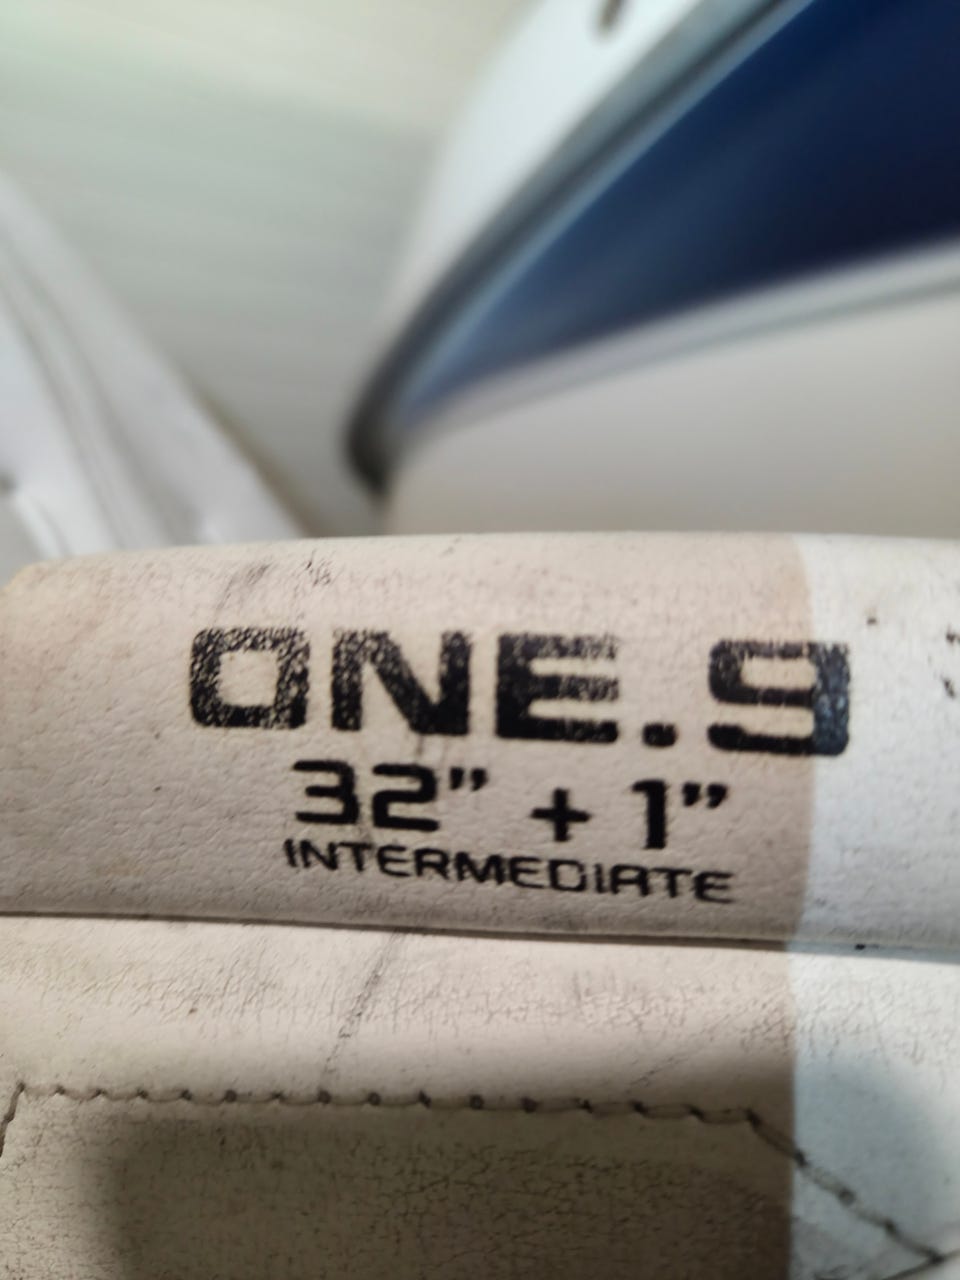 ONE.9
32” + 1”
INTERMEDIATE